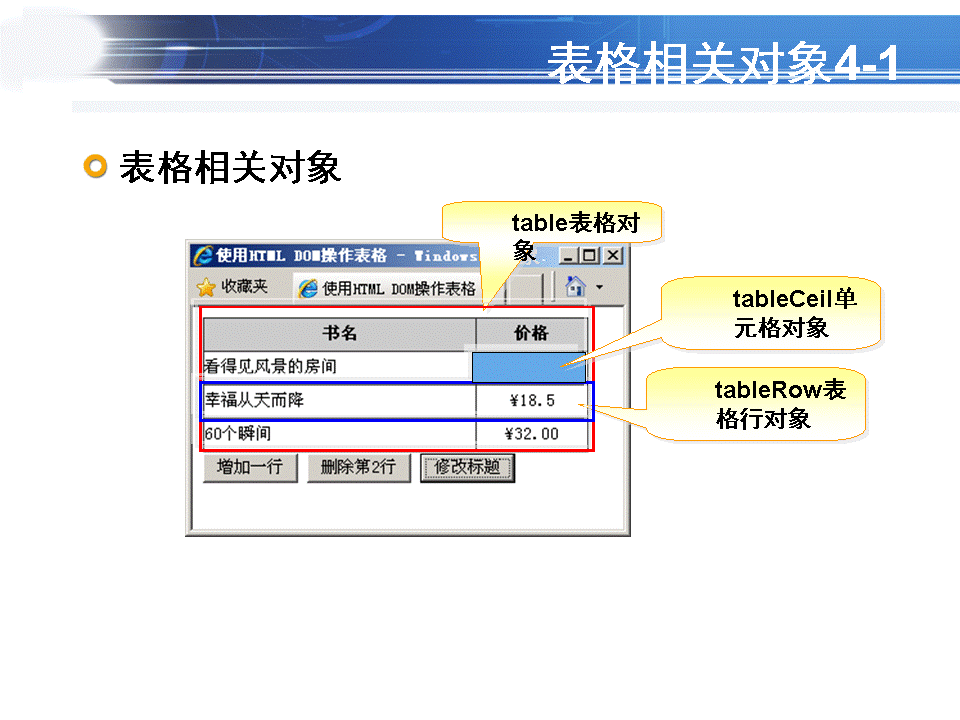 表格相关对象4-1
表格相关对象
table表格对
象
使用HTML DOM操作表格 - Windows
收藏夹
使用HTML DOM操作表格
tableCeil单
元格对象
书名
价格
看得见风景的房间
tableRow表
格行对象
幸福从天而降
¥18.5
60个瞬间
¥32.00
增加一行
删除第2行
修改标题